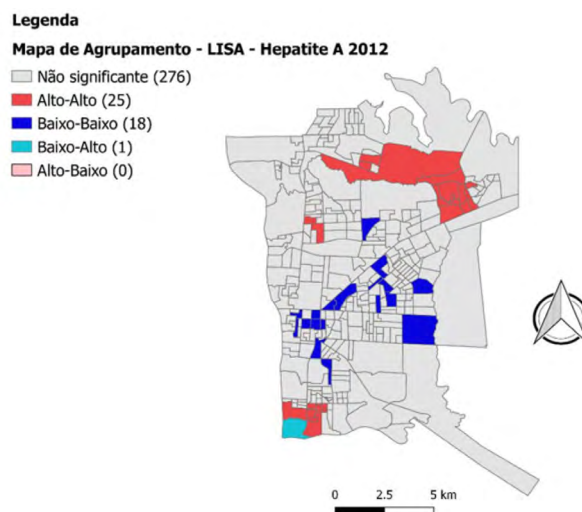 Legenda
Mapa de Agrupamento - LISA - Hepatite A 2012
Não significante (276)
Alto-Alto (25)
Baixo-Baixo (18)
Baixo-Alto (1)
Alto-Baixo (0)
0 2.5 5 km